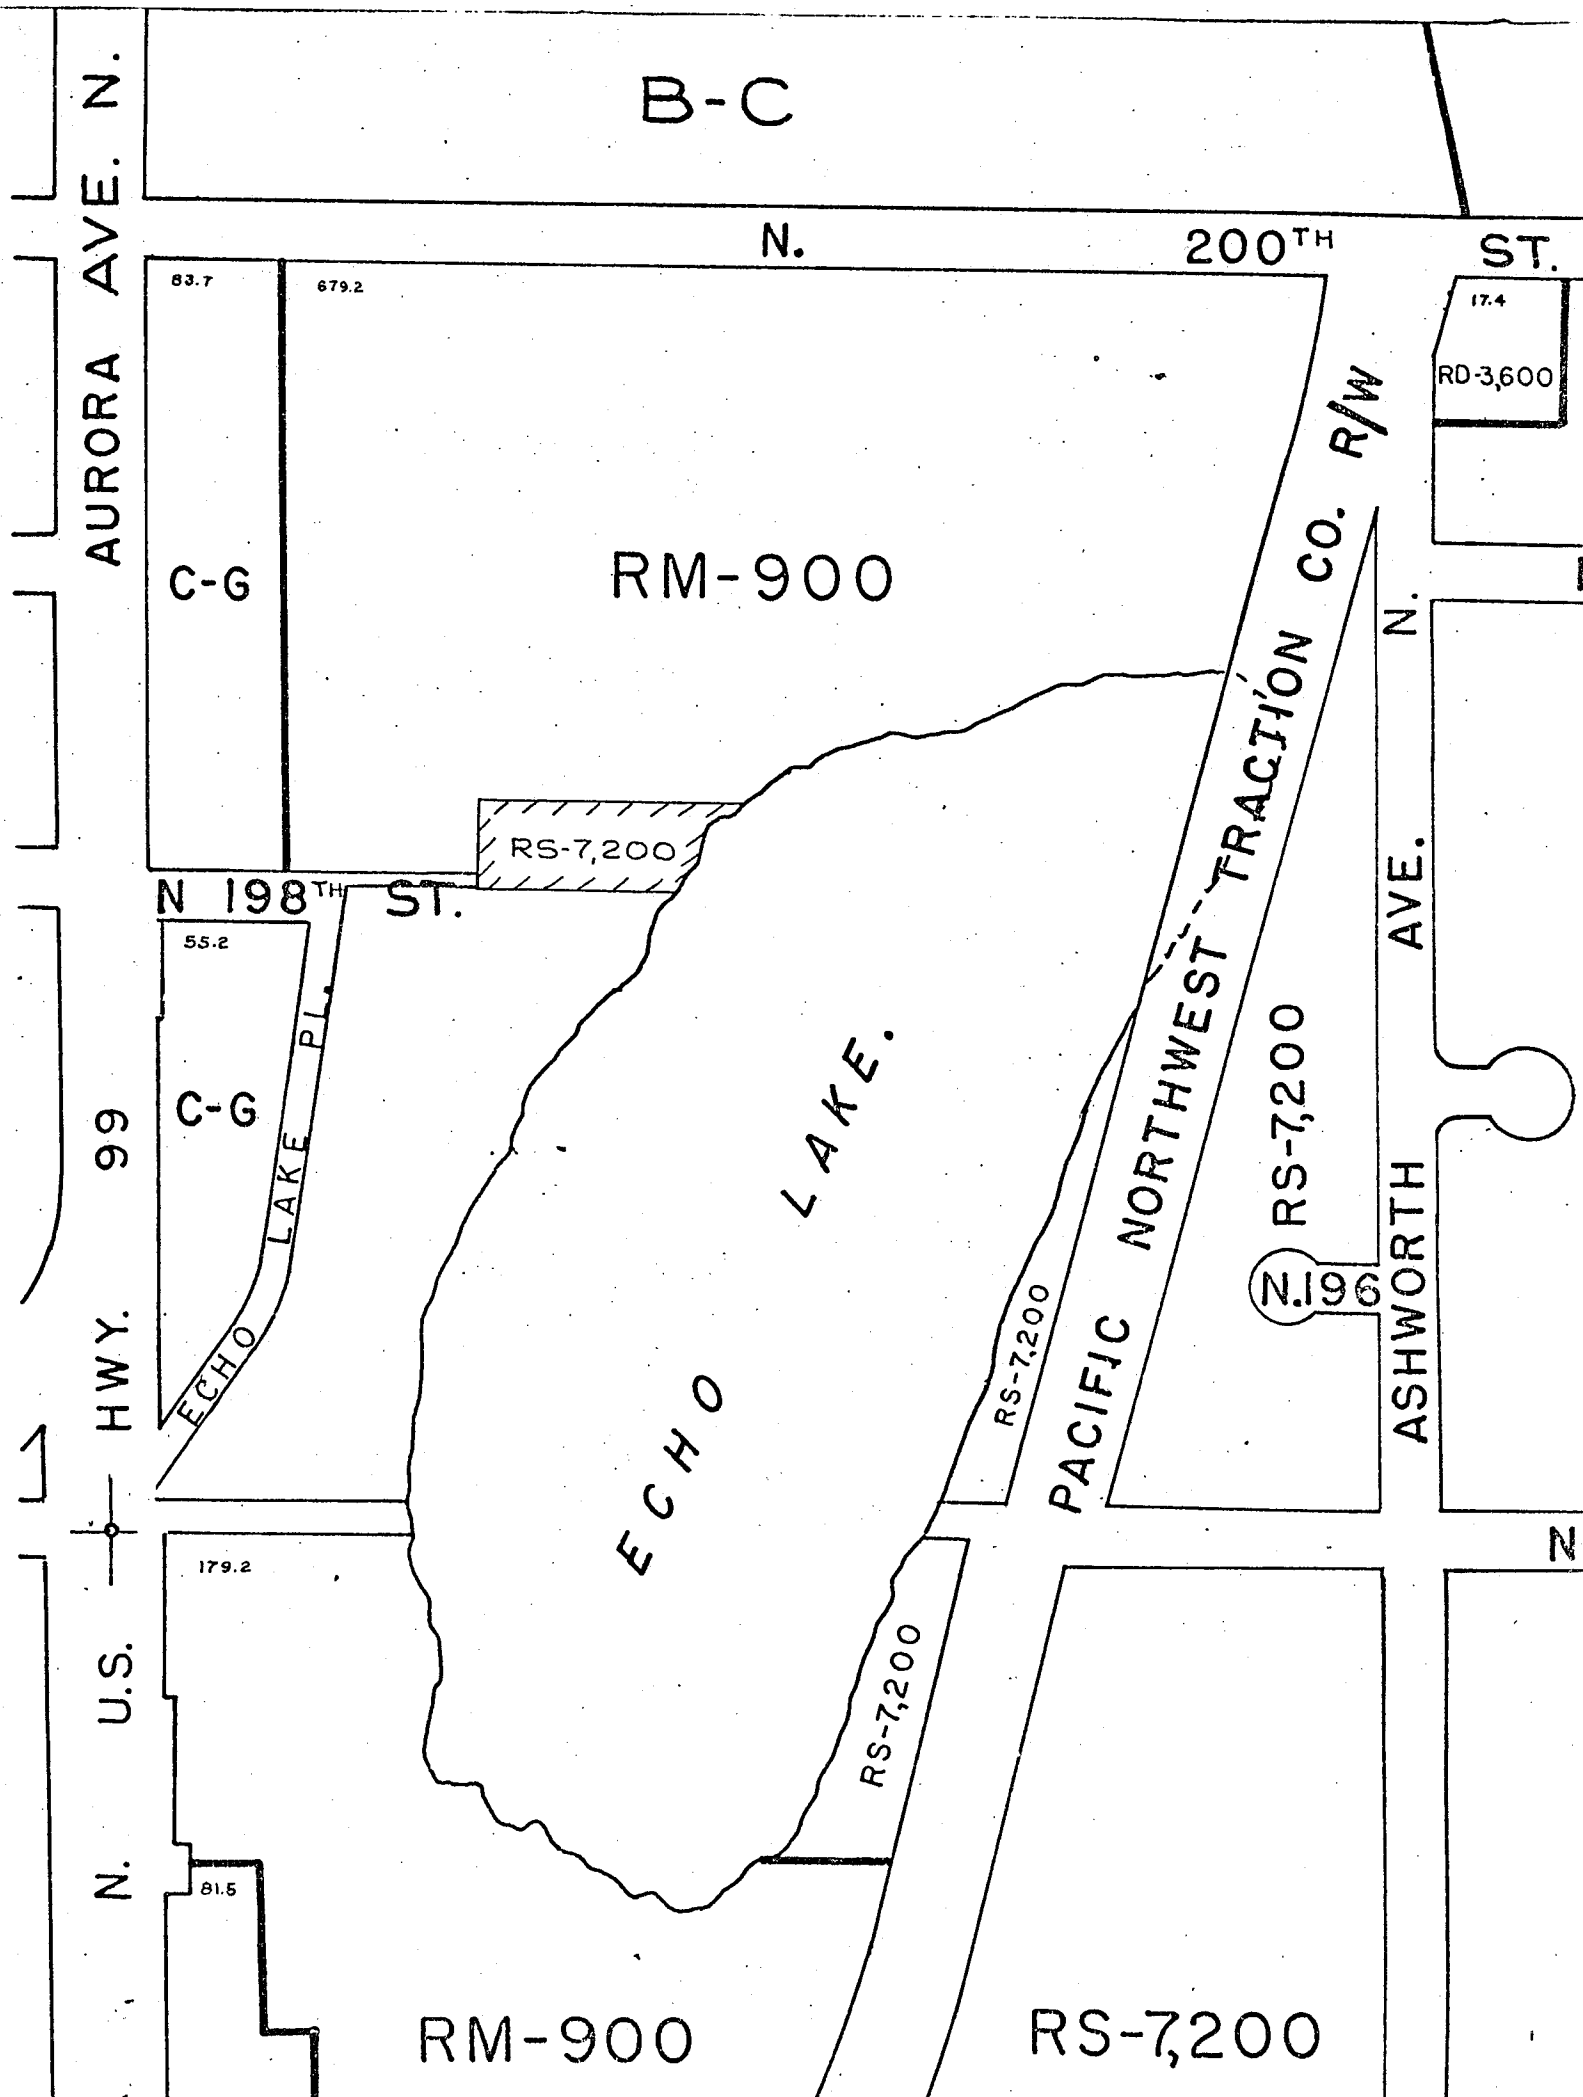 B-C
AURORA AVE. N.
N. 200TH ST.
83.7
679.2
17.4
RD-3,600
C-G
RM-900
PACIFIC NORTHWEST TRACTION CO. R/W
RS-7,200
N 198TH ST.
55.2
C-G
ECHO LAKE PL.
ECHO LAKE.
RS-7,200
N.196
ASHWORTH AVE. N.
RS-7,200
N. U.S. HWY. 99
179.2
N
RS-7,200
81.5
RM-900
RS-7,200